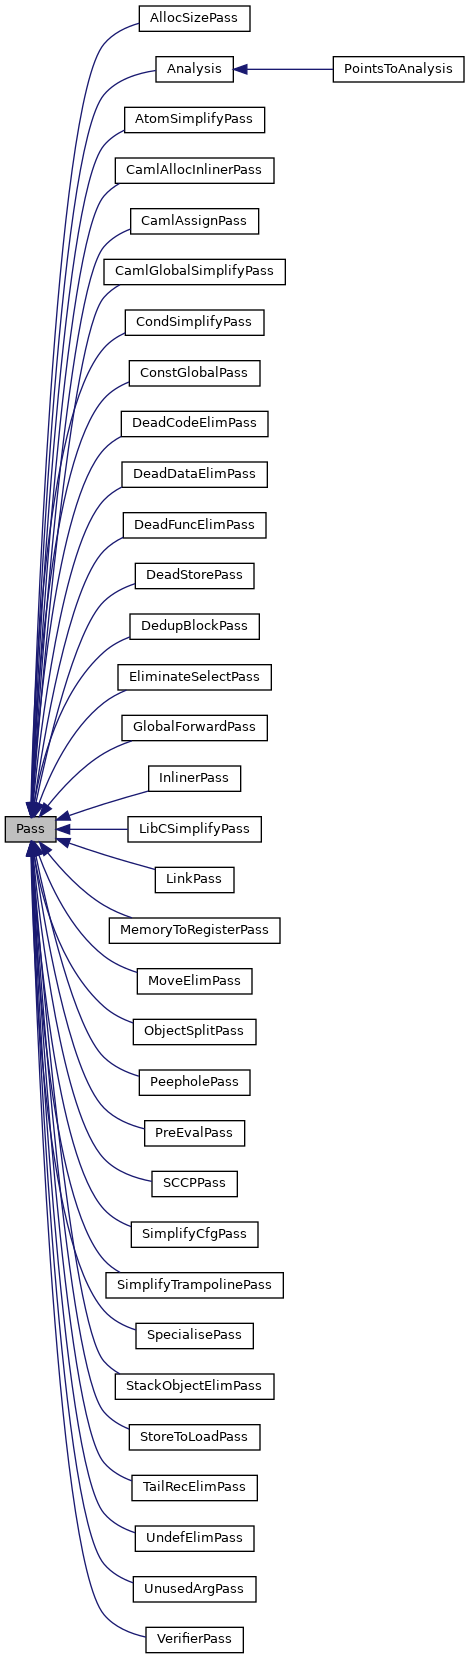 AllocSizePass
Analysis
PointsToAnalysis
AtomSimplifyPass
CamlAllocInlinerPass
CamlAssignPass
CamlGlobalSimplifyPass
CondSimplifyPass
ConstGlobalPass
DeadCodeElimPass
DeadDataElimPass
DeadFuncElimPass
DeadStorePass
DedupBlockPass
EliminateSelectPass
GlobalForwardPass
InlinerPass
Pass
LibCSimplifyPass
LinkPass
MemoryToRegisterPass
MoveElimPass
ObjectSplitPass
PeepholePass
PreEvalPass
SCCPPass
SimplifyCfgPass
SimplifyTrampolinePass
SpecialisePass
StackObjectElimPass
StoreToLoadPass
TailRecElimPass
UndefElimPass
UnusedArgPass
VerifierPass